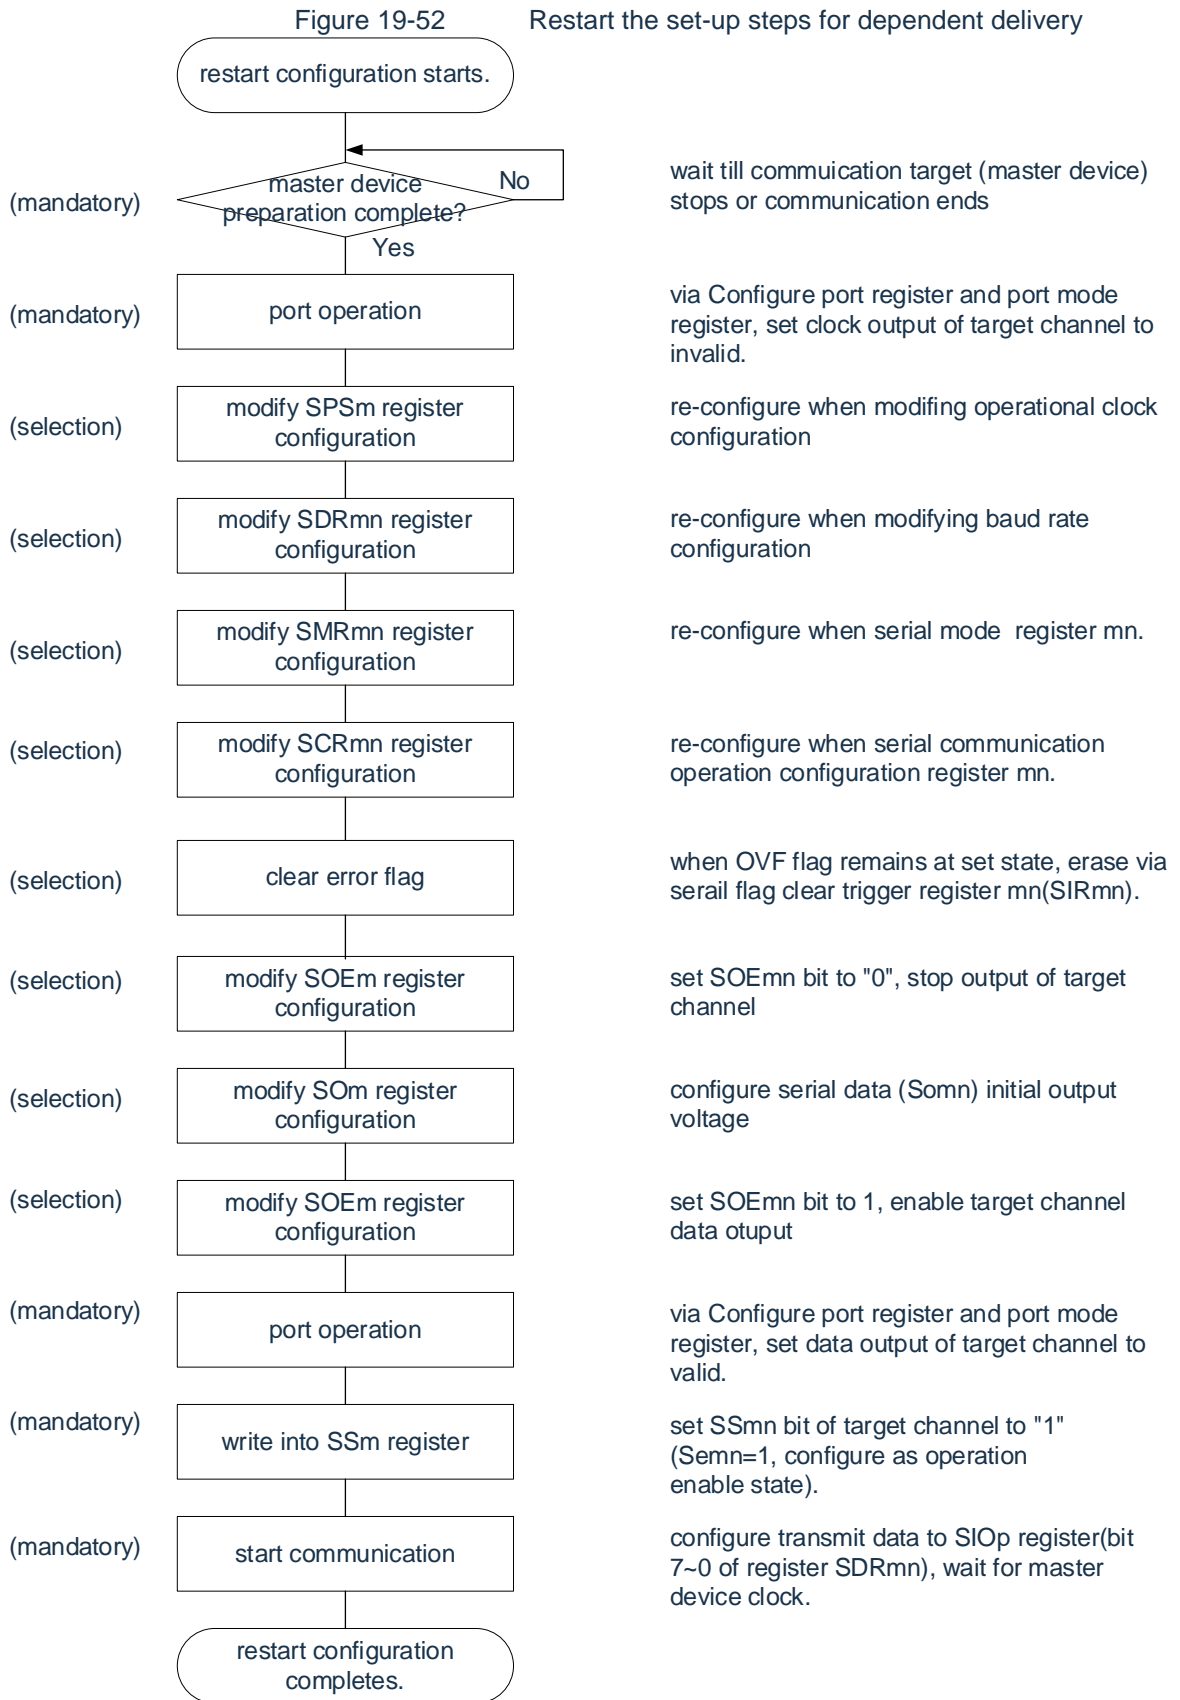 Figure 19-52 Restart the set-up steps for dependent delivery
restart configuration starts.
(mandatory)
master device
preparation complete?
No
Yes
wait till commuication target (master device)
stops or communication ends
(mandatory)
port operation
via Configure port register and port mode
register, set clock output of target channel to
invalid.
(selection)
modify SPSm register
configuration
re-configure when modifing operational clock
configuration
(selection)
modify SDRmn register
configuration
re-configure when modifying baud rate
configuration
(selection)
modify SMRmn register
configuration
re-configure when serial mode register mn.
(selection)
modify SCRmn register
configuration
re-configure when serial communication
operation configuration register mn.
(selection)
clear error flag
when OVF flag remains at set state, erase via
serail flag clear trigger register mn(SIRmn).
(selection)
modify SOEm register
configuration
set SOEmn bit to "0", stop output of target
channel
(selection)
modify SOm register
configuration
configure serial data (Somn) initial output
voltage
(selection)
modify SOEm register
configuration
set SOEmn bit to 1, enable target channel
data otuput
(mandatory)
port operation
via Configure port register and port mode
register, set data output of target channel to
valid.
(mandatory)
write into SSm register
set SSmn bit of target channel to "1"
(Semn=1, configure as operation
enable state).
(mandatory)
start communication
configure transmit data to SIOp register(bit
7~0 of register SDRmn), wait for master
device clock.
restart configuration
completes.